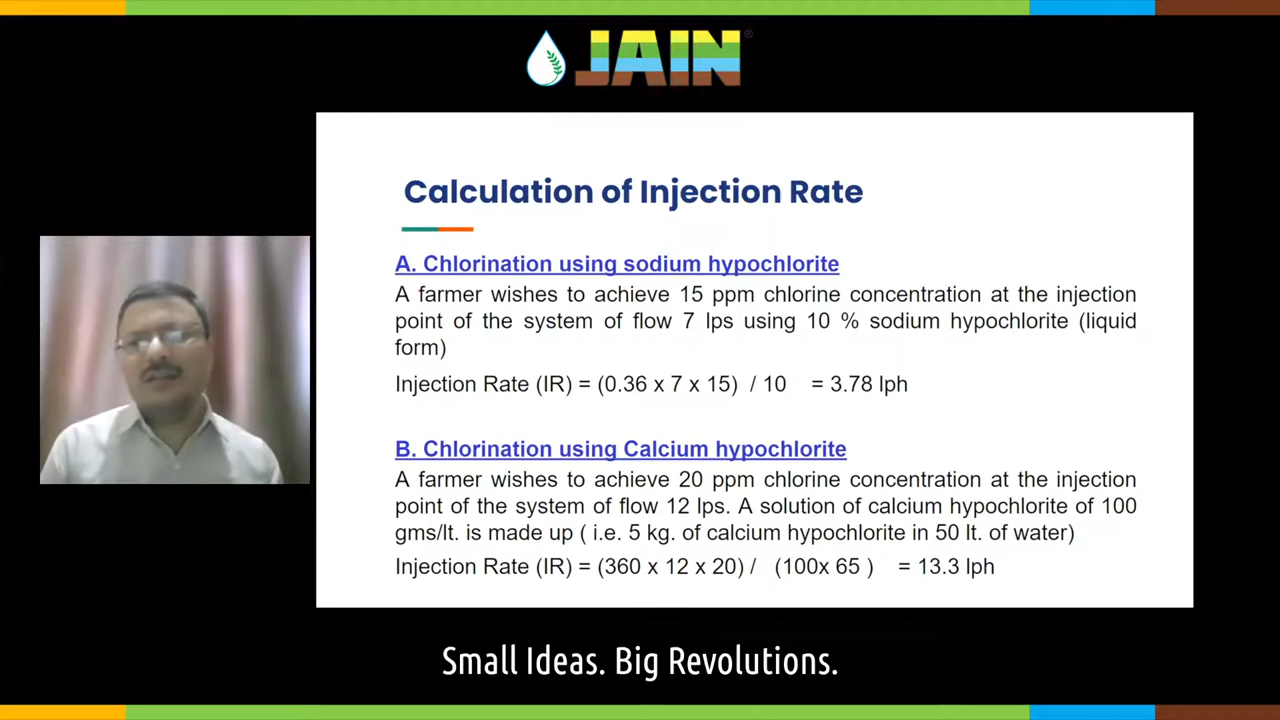 JAIN®
Calculation of Injection Rate
A. Chlorination using sodium hypochlorite
A farmer wishes to achieve 15 ppm chlorine concentration at the injection
point of the system of flow 7 lps using 10 % sodium hypochlorite (liquid
form)
Injection Rate (IR) = (0.36 x 7 x 15) / 10 = 3.78 lph
B. Chlorination using Calcium hypochlorite
A farmer wishes to achieve 20 ppm chlorine concentration at the injection
point of the system of flow 12 lps. A solution of calcium hypochlorite of 100
gms/lt. is made up ( i.e. 5 kg. of calcium hypochlorite in 50 lt. of water)
Injection Rate (IR) = (360 x 12 x 20) / (100x 65 ) = 13.3 lph
Small Ideas. Big Revolutions.